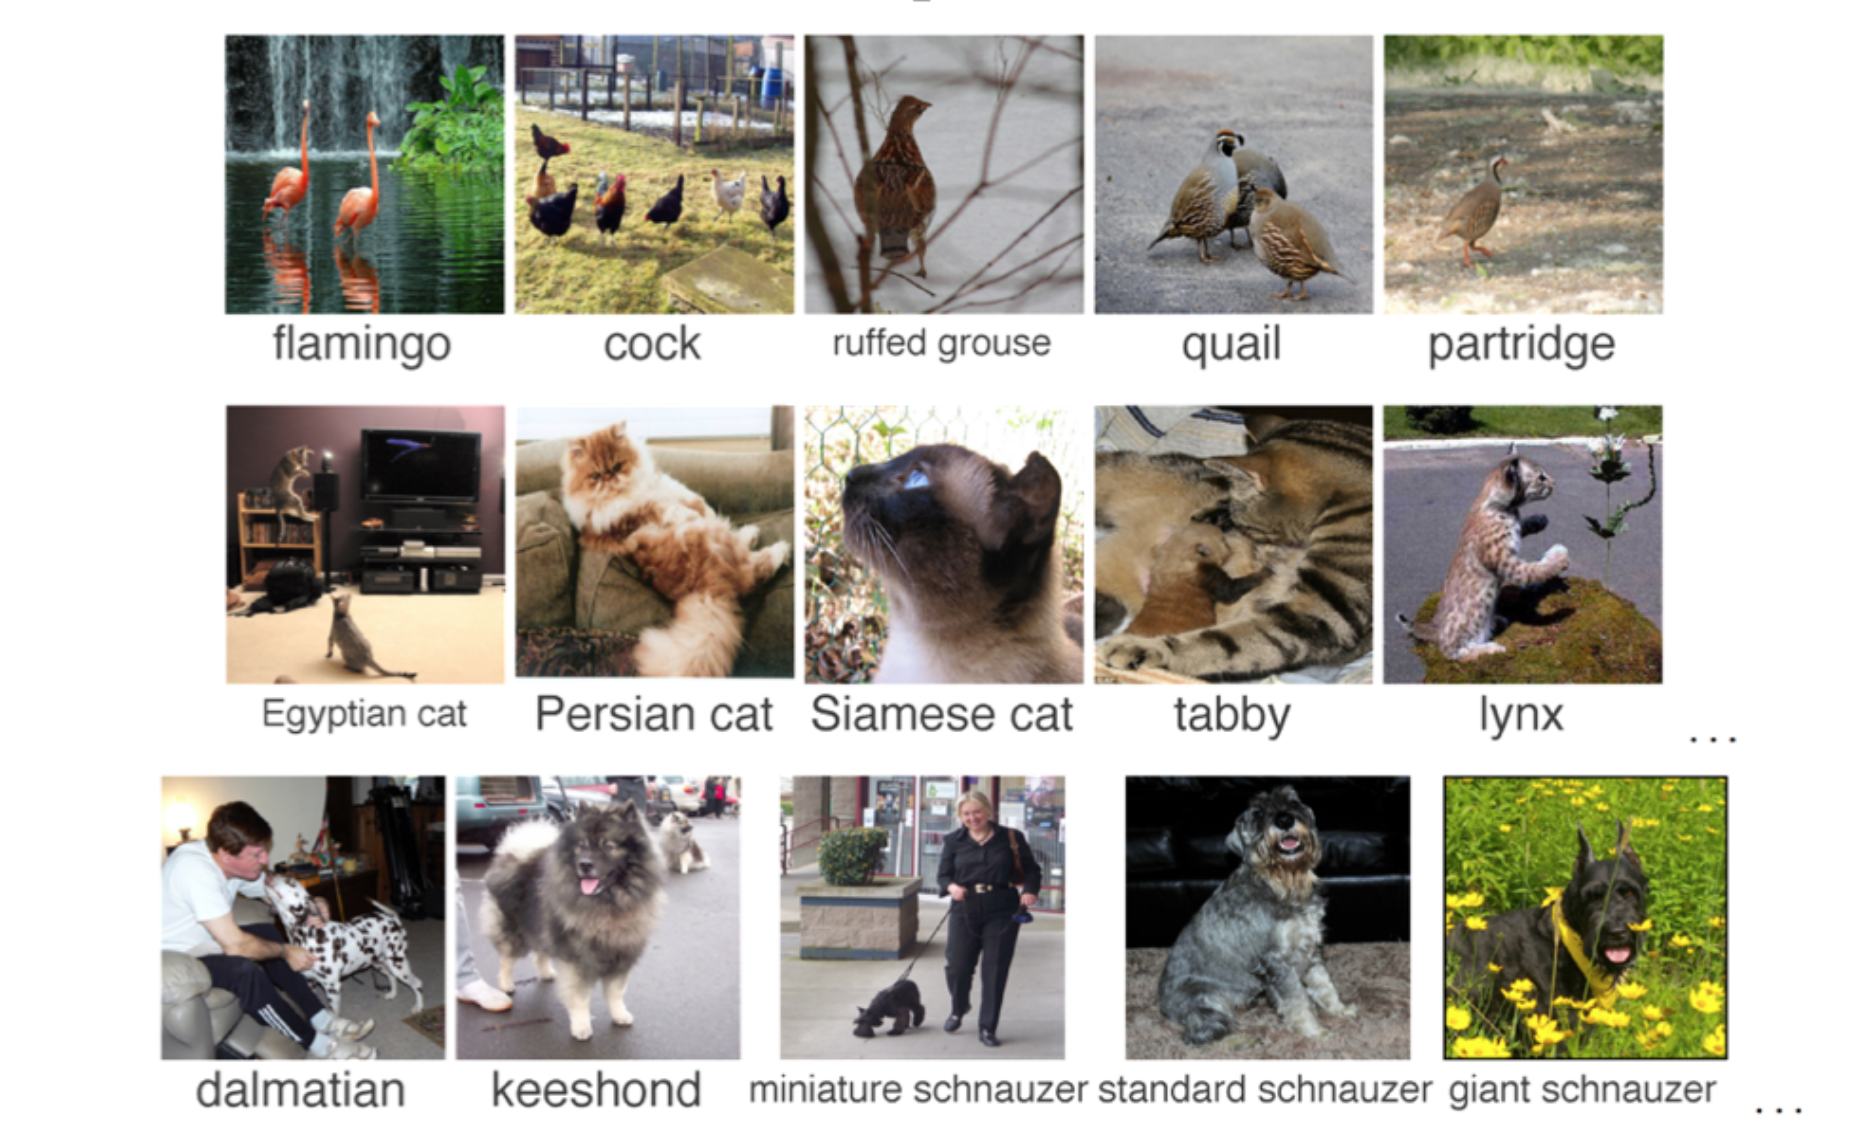 flamingo cock ruffed grouse quail partridge
Egyptian cat Persian cat Siamese cat tabby lynx
...
dalmatian keeshond miniature schnauzer standard schnauzer giant schnauzer
...